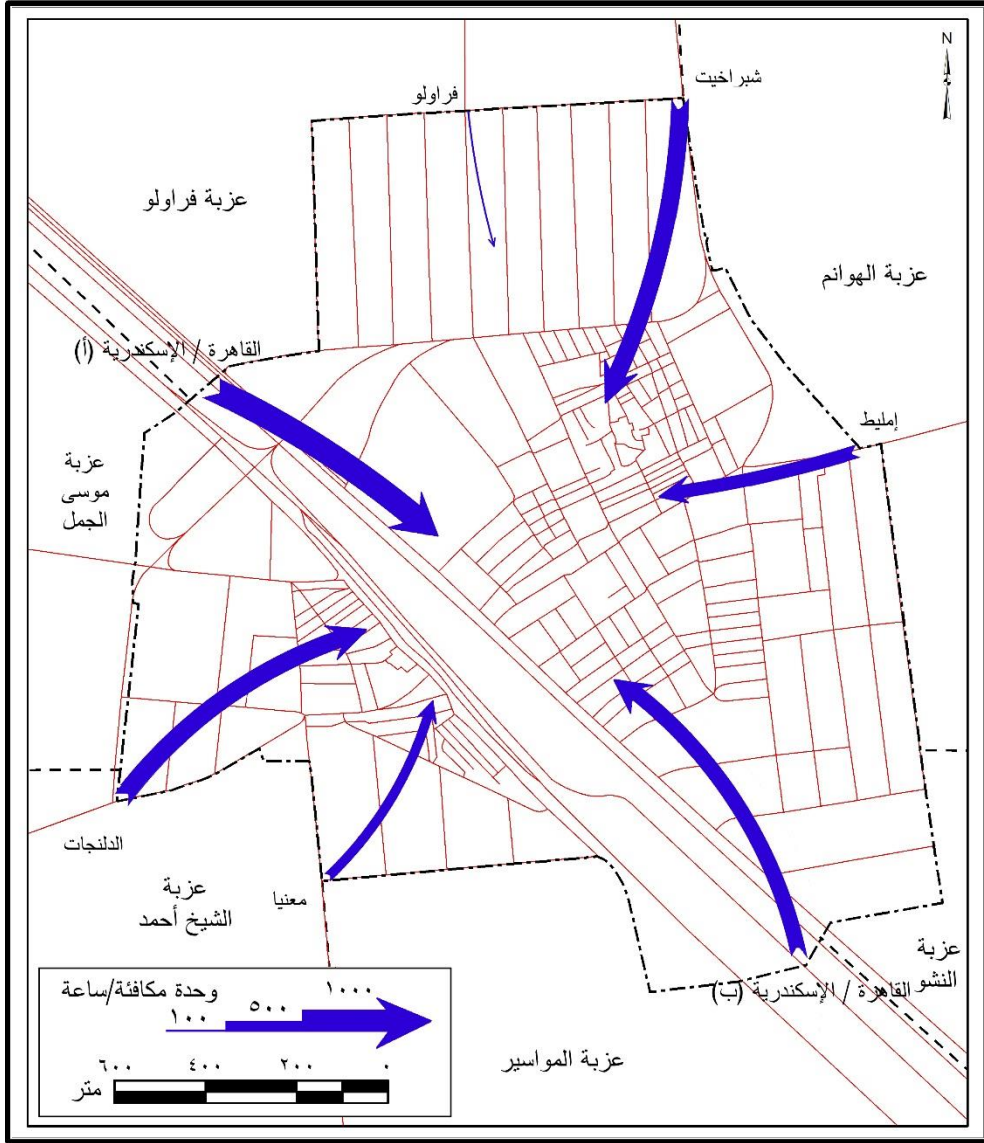 N
شبراخيت
فراولو
عزبة فراولو
عزبة الهوانم
القاهرة / الإسكندرية (أ)
إمليط
عزبة
موسى
الجمل
الدلنجات
معنيا
عزبة
الشيخ أحمد
عزبة
النشو
القاهرة / الإسكندرية (ب)
عزبة المواسير
وحدة مكافئة/ساعة
١٠٠ ٥٠٠ ١٠٠٠
٦٠٠ ٤٠٠ ٢٠٠ ٠
متر